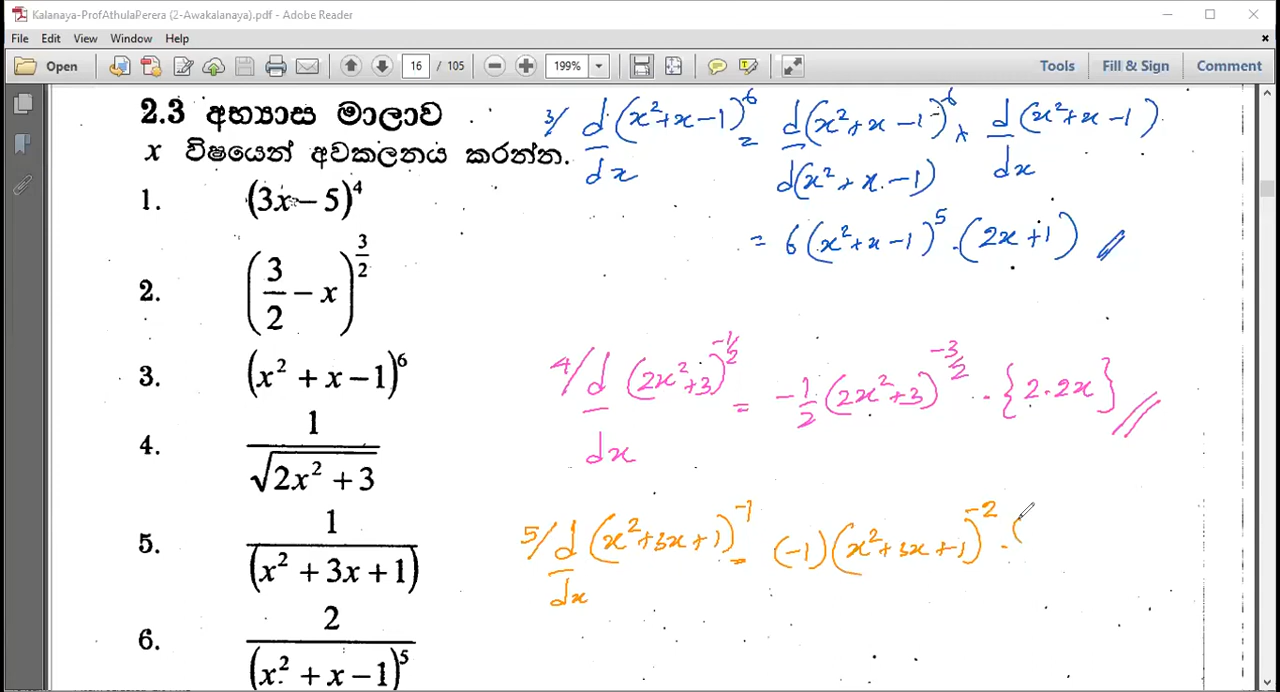 Kalanaya-ProfAthulaPerera (2-Awakalanaya).pdf - Adobe Reader
File Edit View Window Help
Open 16 / 105 199% Tools Fill & Sign Comment
2.3 අභ්‍යාස මාලාව
x විෂයෙන් අවකලනය කරන්න.
1. (3x – 5)^4
2. (3/2 – x)^(3/2)
3. (x² + x – 1)^6
4. 1/√(2x² + 3)
5. 1/(x² + 3x + 1)
6. 2/(x² + x – 1)^5
3/ d/dx (x²+x–1)^6 = d(x²+x–1)^6/d(x²+x–1) × d/dx (x²+x–1)
= 6(x²+x–1)^5 · (2x+1) //
4/ d/dx (2x²+3)^(-1/2) = -1/2 (2x²+3)^(-3/2) · {2·2x} //
5/ d/dx (x²+3x+1)^-1 = (-1)(x²+3x+1)^-2 · (